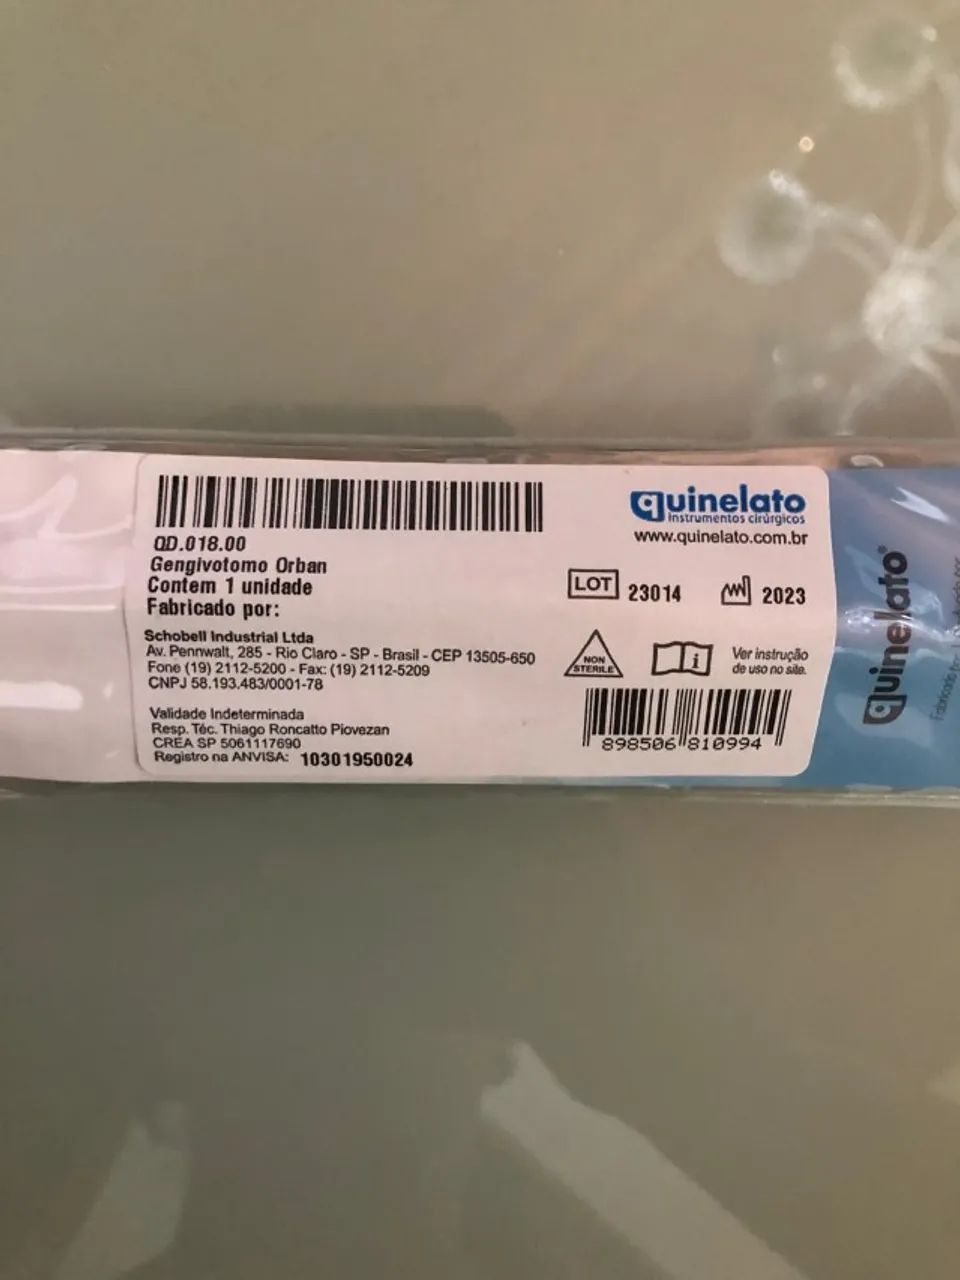 QD.018.00
Gengivotomo Orban
Contem 1 unidade
Fabricado por:
Schobell Industrial Ltda
Av. Pennwalt, 285 - Rio Claro - SP - Brasil - CEP 13505-650
Fone (19) 2112-5200 - Fax: (19) 2112-5209
CNPJ 58.193.483/0001-78
Validade Indeterminada
Resp. Téc. Thiago Roncatto Piovezan
CREA SP 5061117690
Registro na ANVISA: 10301950024
quinelato
instrumentos cirúrgicos
www.quinelato.com.br
LOT 23014 2023
NON
STERILE
i
Ver instrução
de uso no site.
898506 810994
quinelato®
Fabricado por